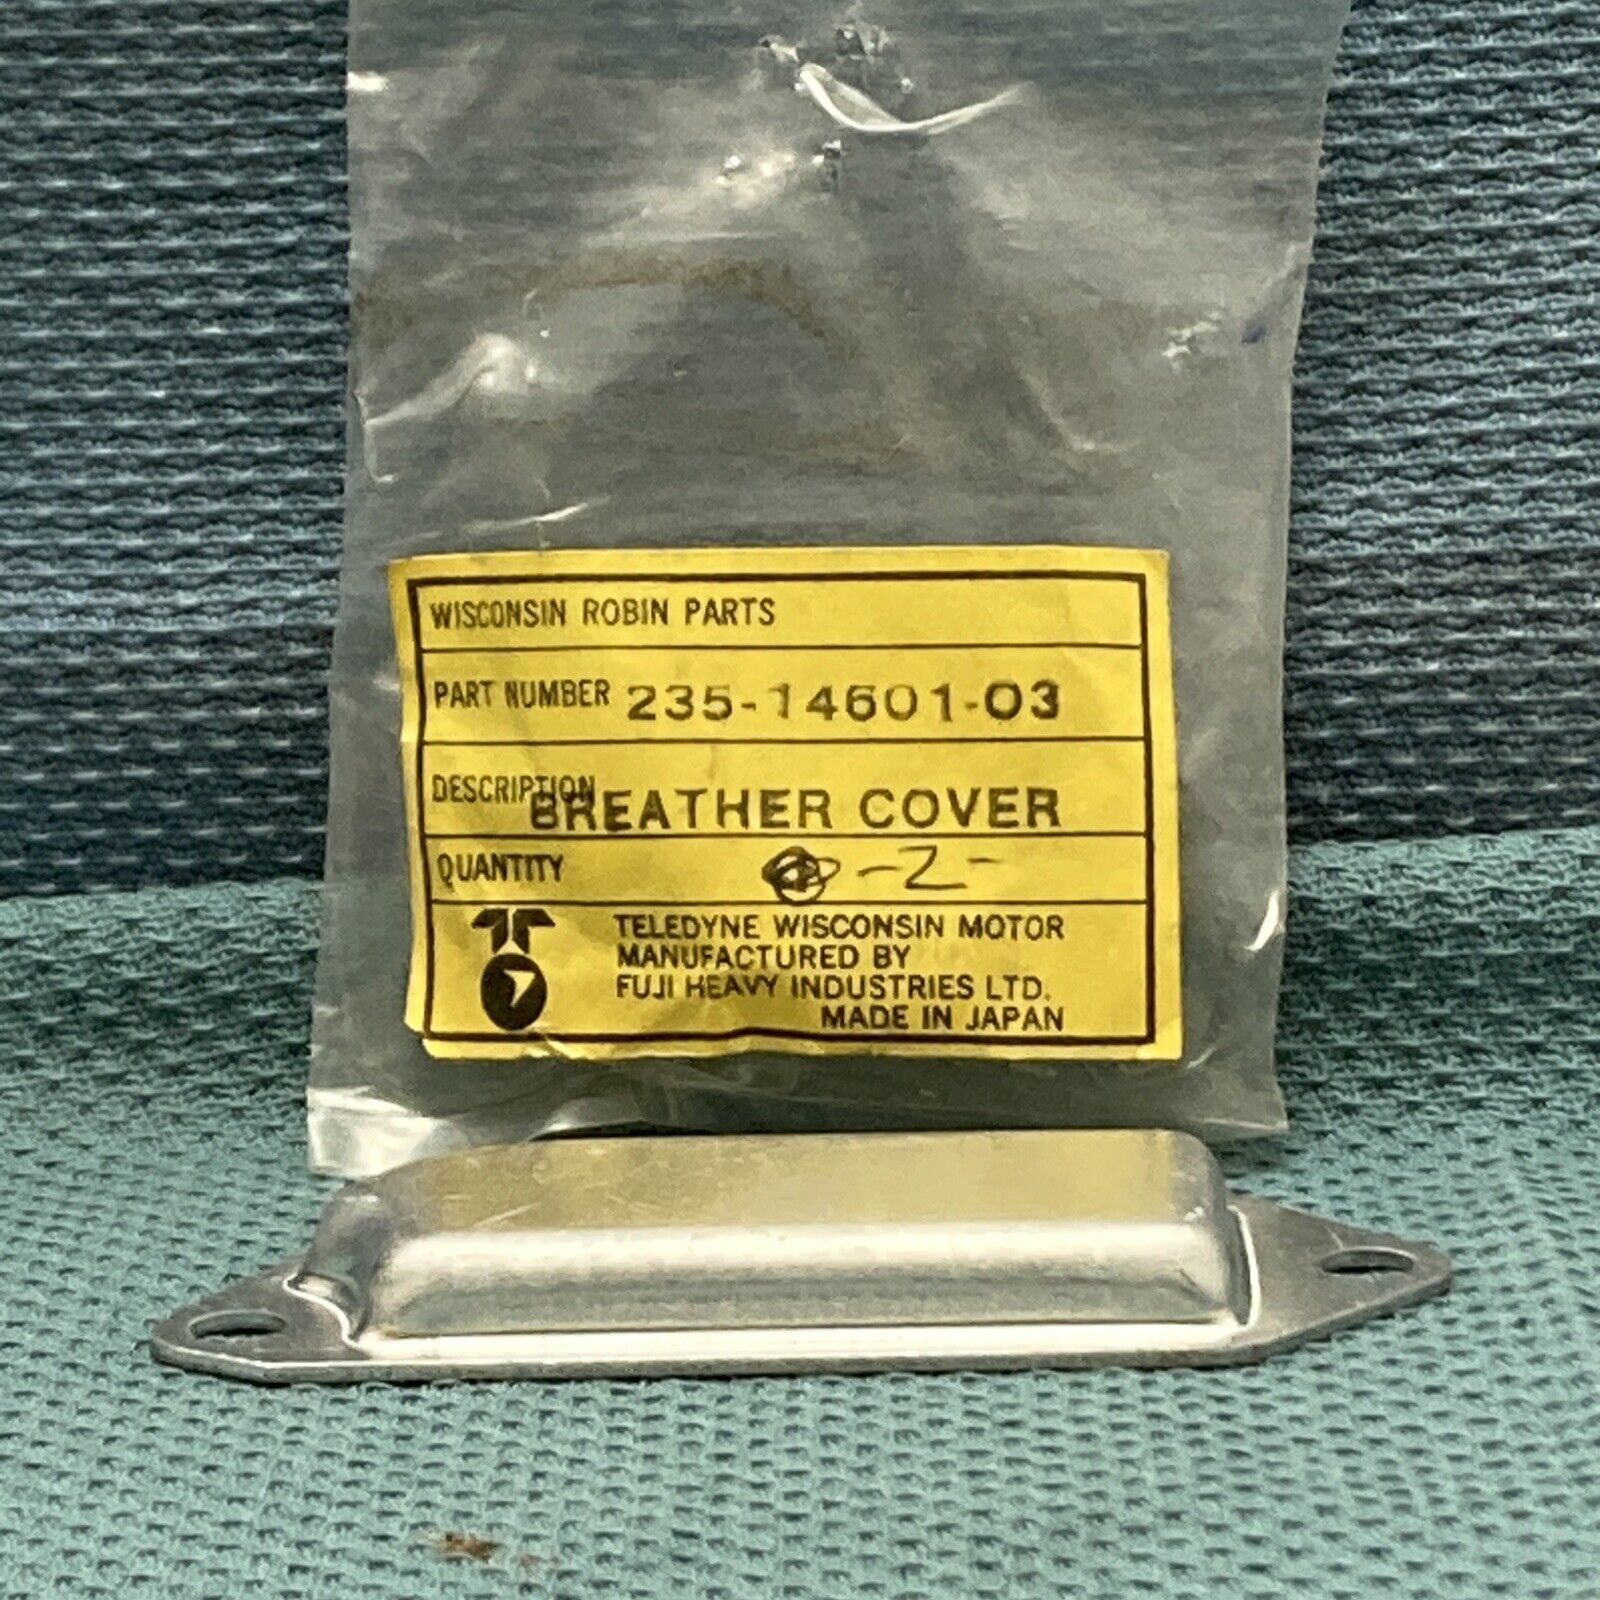 WISCONSIN ROBIN PARTS
PART NUMBER 235-14601-03
DESCRIPTION BREATHER COVER
QUANTITY -2-
TELEDYNE WISCONSIN MOTOR
MANUFACTURED BY
FUJI HEAVY INDUSTRIES LTD.
MADE IN JAPAN